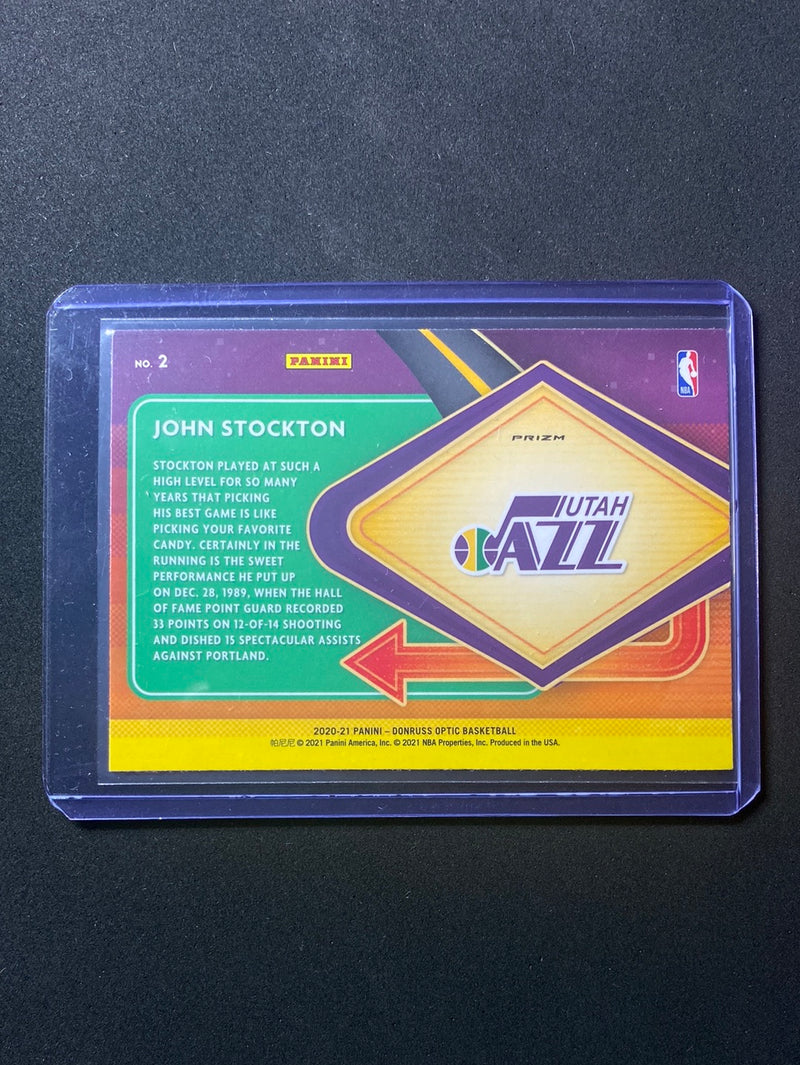 NO. 2
PANINI
NBA
JOHN STOCKTON
STOCKTON PLAYED AT SUCH A
HIGH LEVEL FOR SO MANY
YEARS THAT PICKING
HIS BEST GAME IS LIKE
PICKING YOUR FAVORITE
CANDY. CERTAINLY IN THE
RUNNING IS THE SWEET
PERFORMANCE HE PUT UP
ON DEC. 28, 1989, WHEN THE HALL
OF FAME POINT GUARD RECORDED
33 POINTS ON 12-OF-14 SHOOTING
AND DISHED 15 SPECTACULAR ASSISTS
AGAINST PORTLAND.
PRIZM
UTAH
JAZZ
2020-21 PANINI – DONRUSS OPTIC BASKETBALL
帕尼尼 © 2021 Panini America, Inc. © 2021 NBA Properties, Inc. Produced in the USA.